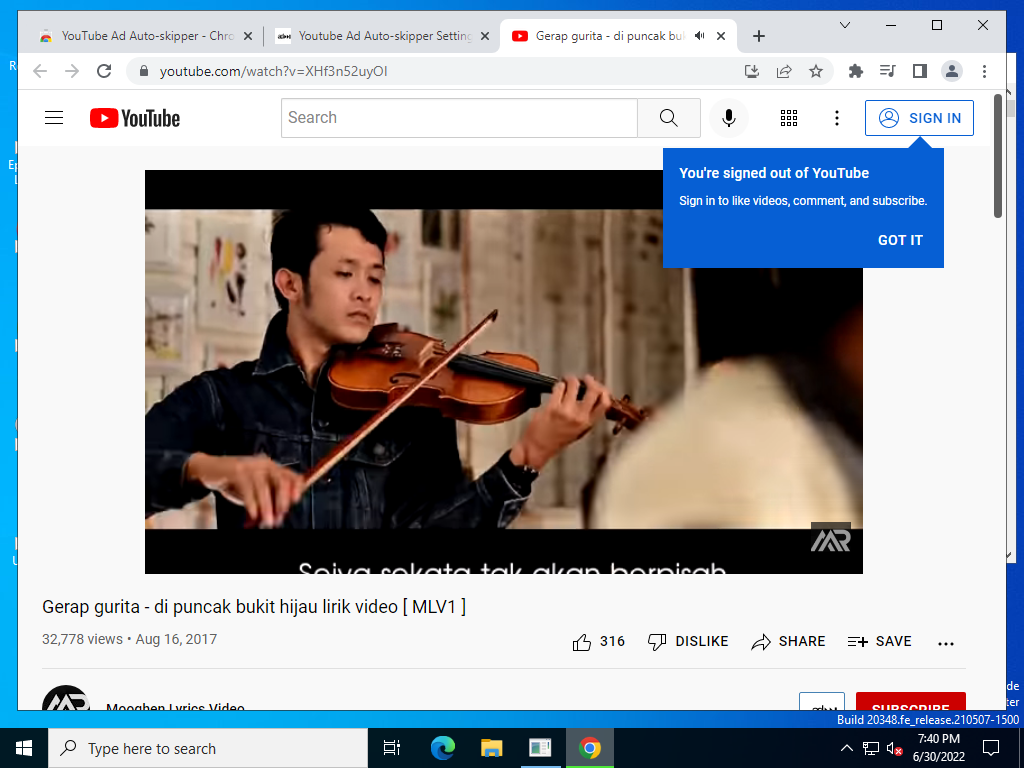 YouTube Ad Auto-skipper - Chro
Youtube Ad Auto-skipper Setting
Gerap gurita - di puncak buki
youtube.com/watch?v=XHf3n52uyOI
YouTube
Search
SIGN IN
You're signed out of YouTube
Sign in to like videos, comment, and subscribe.
GOT IT
MR
Seiya sekata tak akan berpisah
Gerap gurita - di puncak bukit hijau lirik video [ MLV1 ]
32,778 views • Aug 16, 2017
316
DISLIKE
SHARE
SAVE
Mooghen Lyrics Video
SUBSCRIBE
Build 20348.fe_release.210507-1500
Type here to search
7:40 PM
6/30/2022